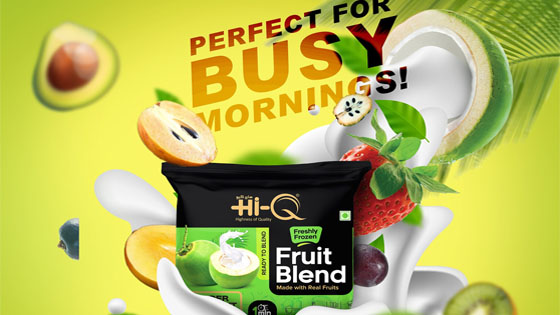 PERFECT FOR
BUSY
MORNINGS!
Hi-Q
Highness of Quality
READY TO BLEND
Freshly
Frozen
Fruit
Blend
Made with Real Fruits